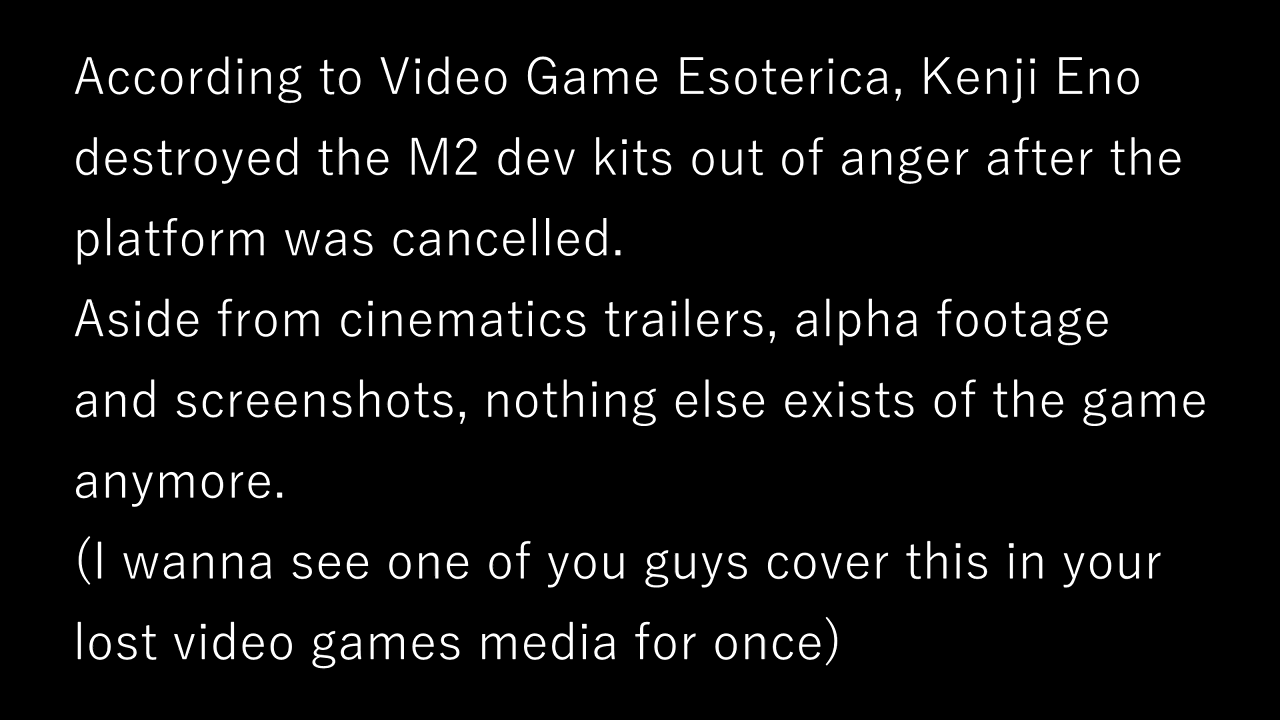 According to Video Game Esoterica, Kenji Eno
destroyed the M2 dev kits out of anger after the
platform was cancelled.
Aside from cinematics trailers, alpha footage
and screenshots, nothing else exists of the game
anymore.
(I wanna see one of you guys cover this in your
lost video games media for once)